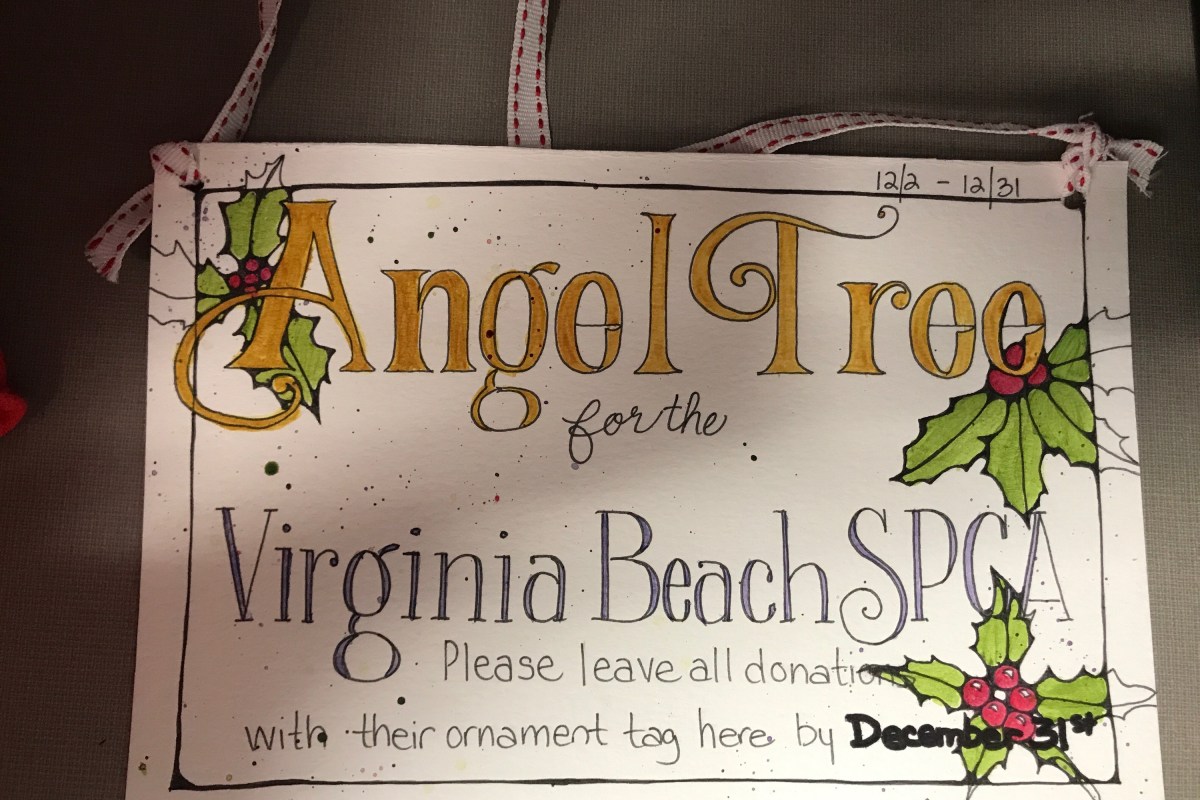 12/2 - 12/31
Angel Tree
for the
Virginia Beach SPCA
Please leave all donations
with their ornament tag here by December 31st